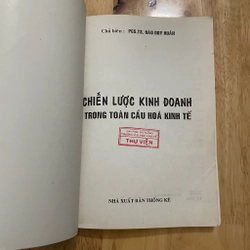 Chủ biên: PGS.TS. ĐÀO DUY HUÂN
CHIẾN LƯỢC KINH DOANH
TRONG TOÀN CẦU HOÁ KINH TẾ
THƯ VIỆN
NHÀ XUẤT BẢN THỐNG KÊ